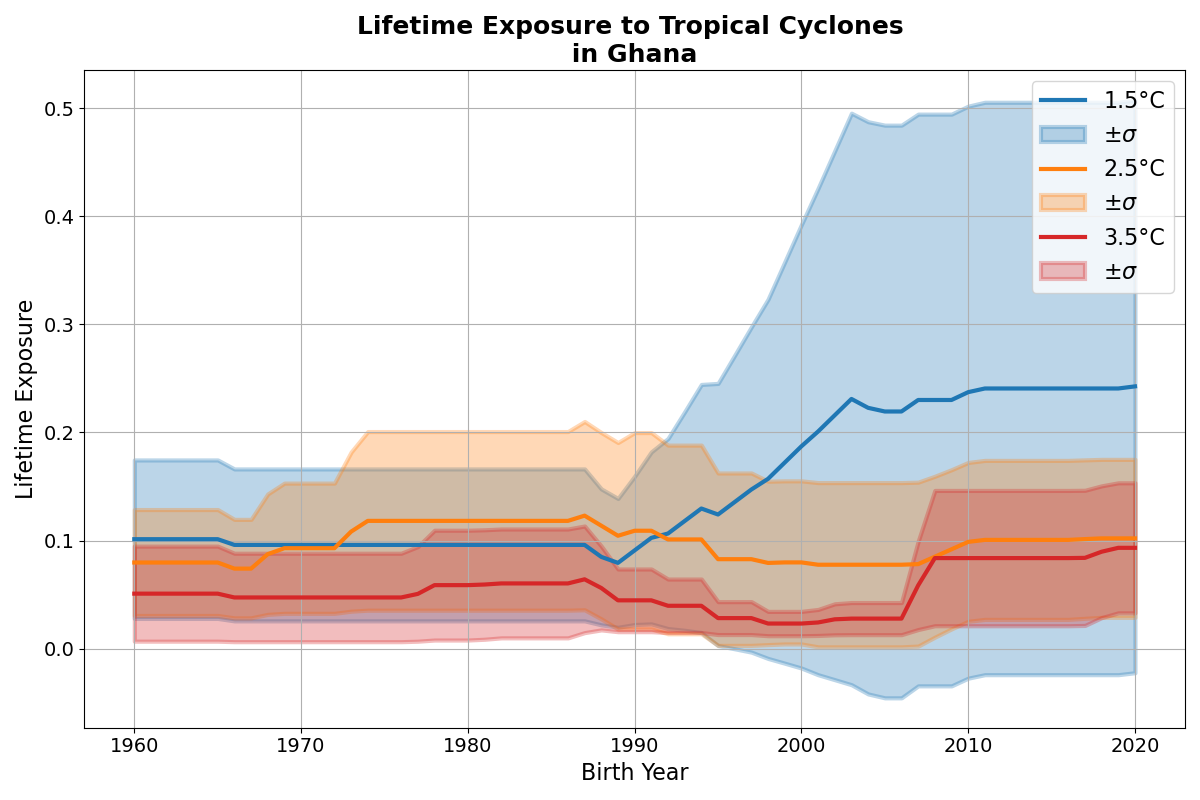 Lifetime Exposure to Tropical Cyclones
in Ghana
Lifetime Exposure
0.5
0.4
0.3
0.2
0.1
0.0
1.5°C
±σ
2.5°C
±σ
3.5°C
±σ
1960
1970
1980
1990
2000
2010
2020
Birth Year